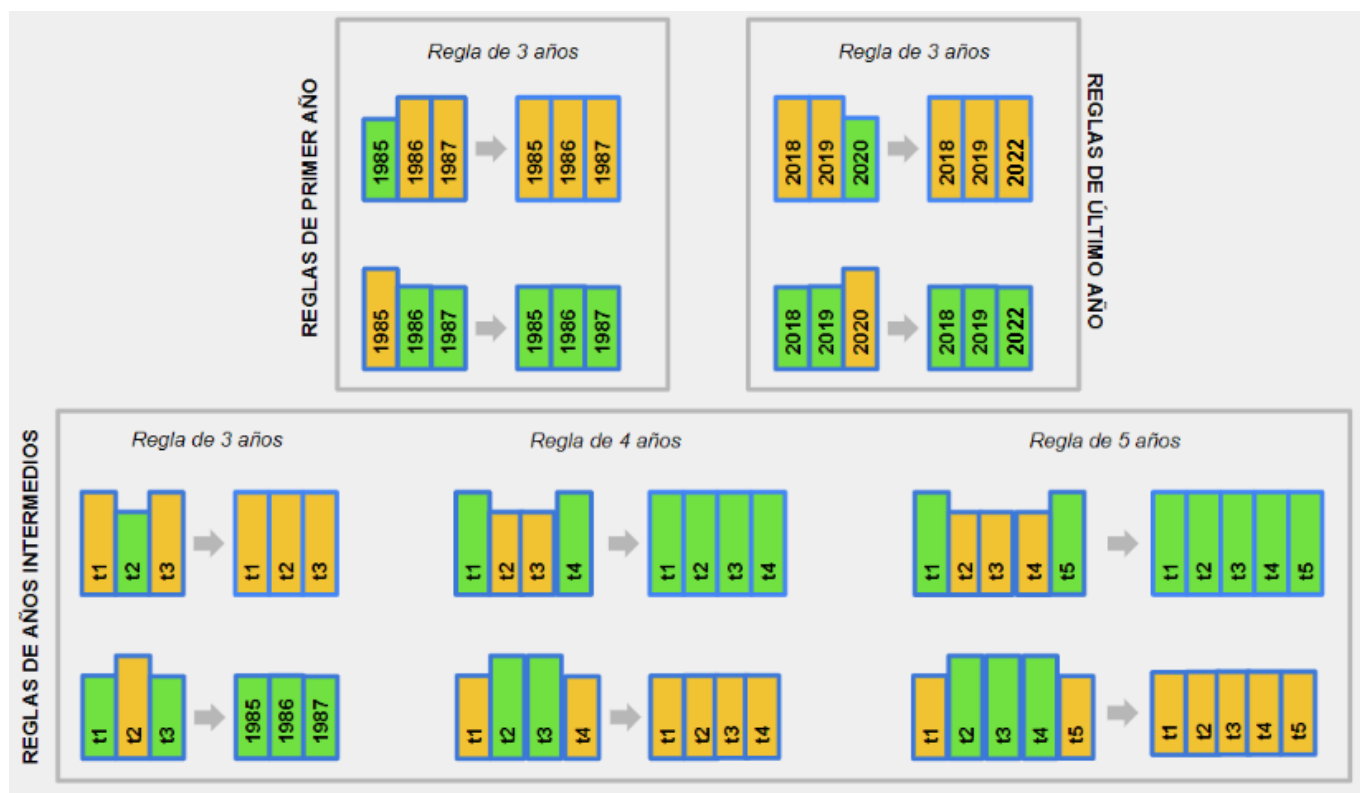 REGLAS DE PRIMER AÑO
Regla de 3 años
1985 1986 1987 1985 1986 1987
1985 1986 1987 1985 1986 1987
Regla de 3 años
2018 2019 2020 2018 2019 2022
2018 2019 2020 2018 2019 2022
REGLAS DE ÚLTIMO AÑO
REGLAS DE AÑOS INTERMEDIOS
Regla de 3 años
t1 t2 t3 t1 t2 t3
t1 t2 t3 1985 1986 1987
Regla de 4 años
t1 t2 t3 t4 t1 t2 t3 t4
t1 t2 t3 t4 t1 t2 t3 t4
Regla de 5 años
t1 t2 t3 t4 t5 t1 t2 t3 t4 t5
t1 t2 t3 t4 t5 t1 t2 t3 t4 t5